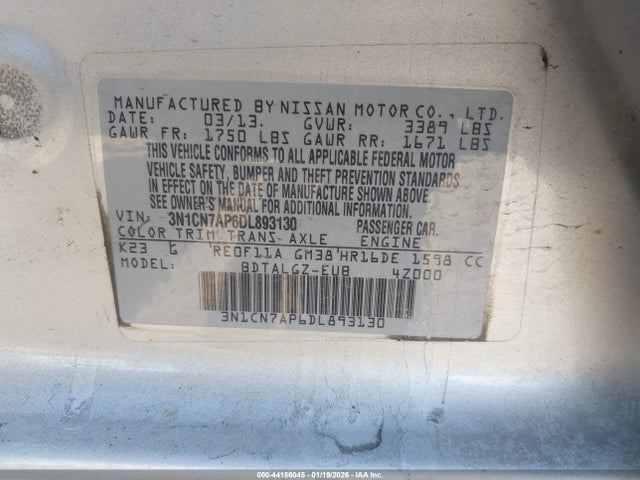 MANUFACTURED BY NISSAN MOTOR CO., LTD.
DATE: 03/13. GVWR: 3389 LBS
GAWR FR: 1750 LBS GAWR RR: 1671 LBS
THIS VEHICLE CONFORMS TO ALL APPLICABLE FEDERAL MOTOR
VEHICLE SAFETY, BUMPER AND THEFT PREVENTION STANDARDS
IN EFFECT ON THE DATE OF MANUFACTURE SHOWN ABOVE.
SEE OWNER'S MANUAL FOR ADDITIONAL INFORMATION.
VIN: 3N1CN7AP6DL893130 PASSENGER CAR.
COLOR TRIM TRANS AXLE ENGINE
K23 G RE0F11A GM38 HR16DE 1598 CC
MODEL: BDTALGZ-EUB 4Z000
3N1CN7AP6DL893130
000-44186045 - 01/19/2026 - IAA, Inc.